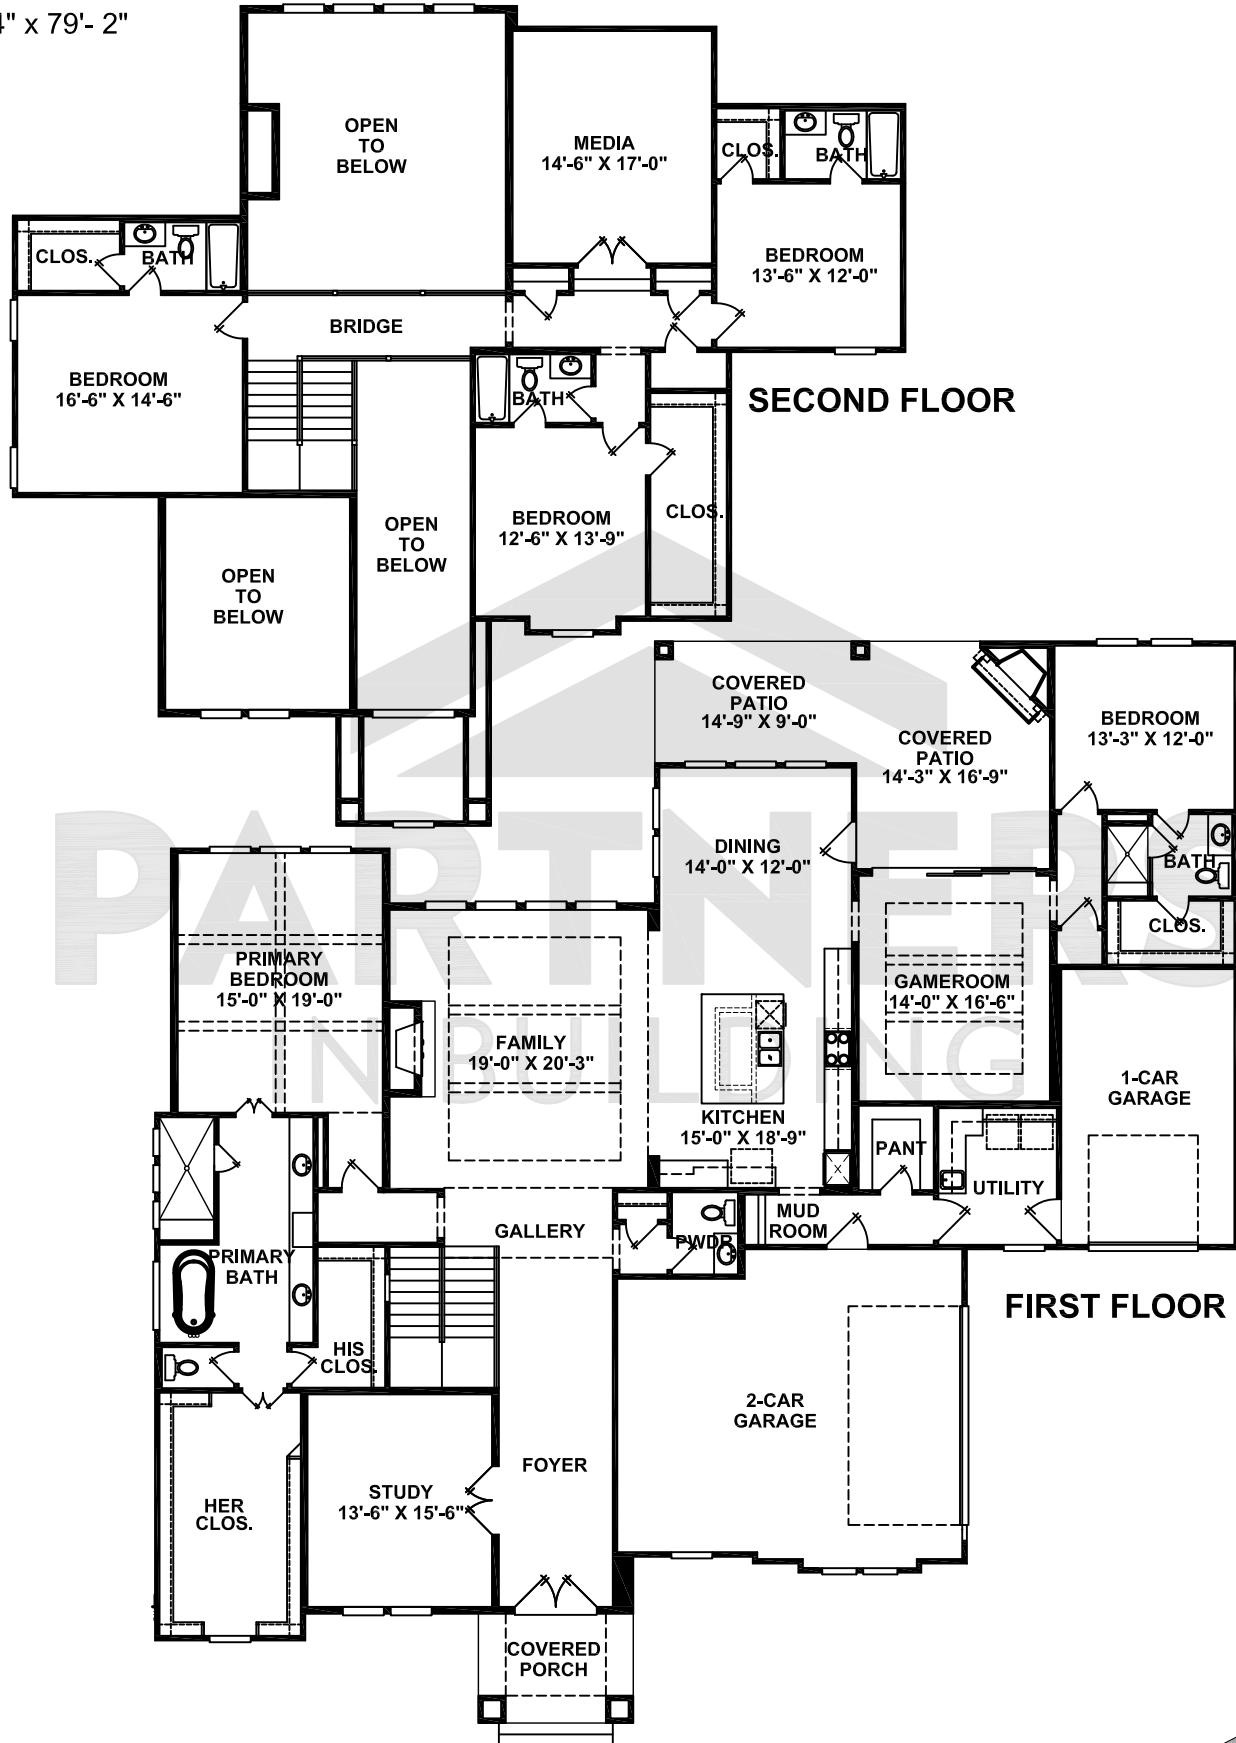 4" x 79'- 2"
OPEN
TO
BELOW
MEDIA
14'-6" X 17'-0"
CLOS.
BATH
BEDROOM
13'-6" X 12'-0"
CLOS.
BATH
BRIDGE
BEDROOM
16'-6" X 14'-6"
BATH
SECOND FLOOR
BEDROOM
12'-6" X 13'-9"
CLOS.
OPEN
TO
BELOW
OPEN
TO
BELOW
COVERED
PATIO
14'-9" X 9'-0"
COVERED
PATIO
14'-3" X 16'-9"
BEDROOM
13'-3" X 12'-0"
DINING
14'-0" X 12'-0"
BATH
CLOS.
PARTNERS
IN BUILDING
PRIMARY
BEDROOM
15'-0" X 19'-0"
FAMILY
19'-0" X 20'-3"
GAMEROOM
14'-0" X 16'-6"
KITCHEN
15'-0" X 18'-9"
1-CAR
GARAGE
PANT
UTILITY
MUD
ROOM
GALLERY
PWDR
PRIMARY
BATH
FIRST FLOOR
HIS
CLOS.
2-CAR
GARAGE
FOYER
STUDY
13'-6" X 15'-6"
HER
CLOS.
COVERED
PORCH